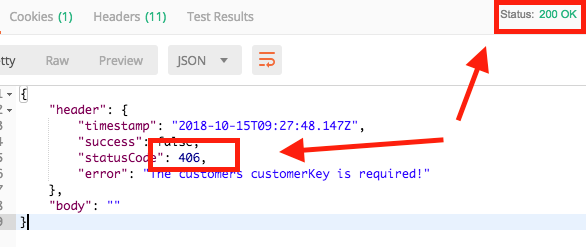 Cookies (1) Headers (11) Test Results Status: 200 OK
Raw Preview JSON
{
"header": {
"timestamp": "2018-10-15T09:27:48.147Z",
"success": false,
"statusCode": 406,
"error": "The customers customerKey is required!"
},
"body": ""
}